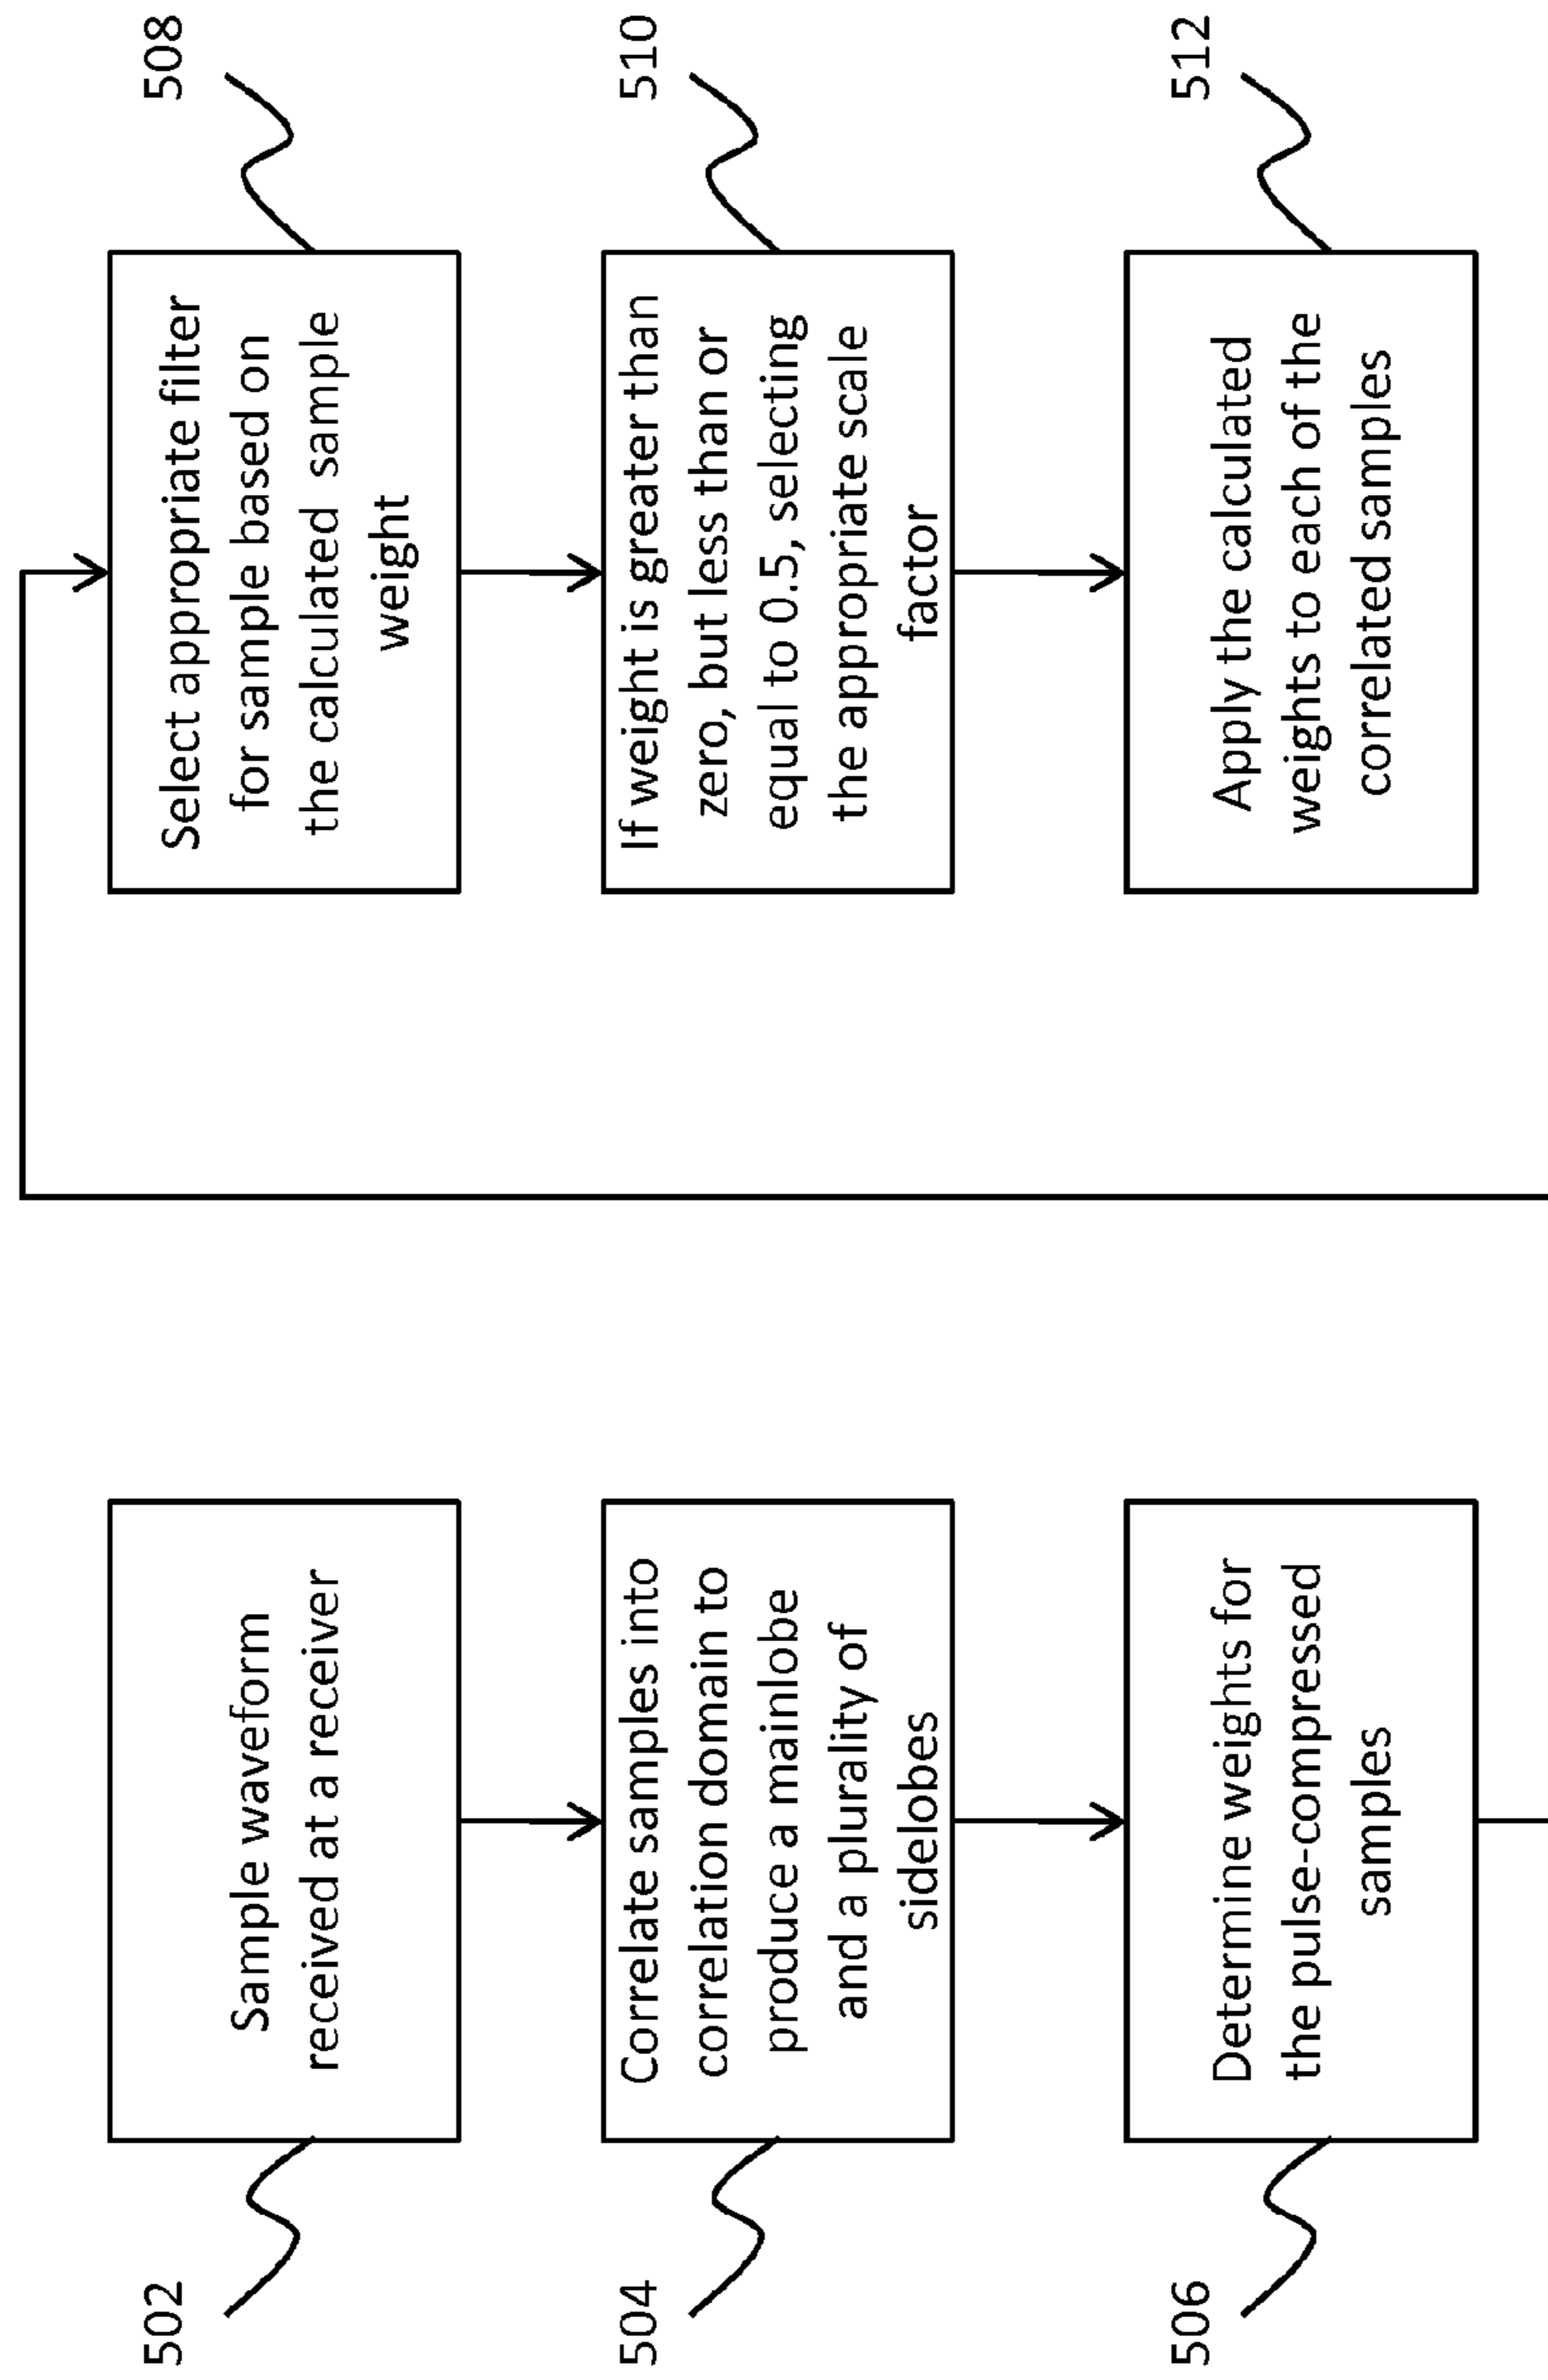 502
Sample waveform
received at a receiver
504
Correlate samples into
correlation domain to
produce a mainlobe
and a plurality of
sidelobes
506
Determine weights for
the pulse-compressed
samples
508
Select appropriate filter
for sample based on
the calculated sample
weight
510
If weight is greater than
zero, but less than or
equal to 0.5, selecting
the appropriate scale
factor
512
Apply the calculated
weights to each of the
correlated samples